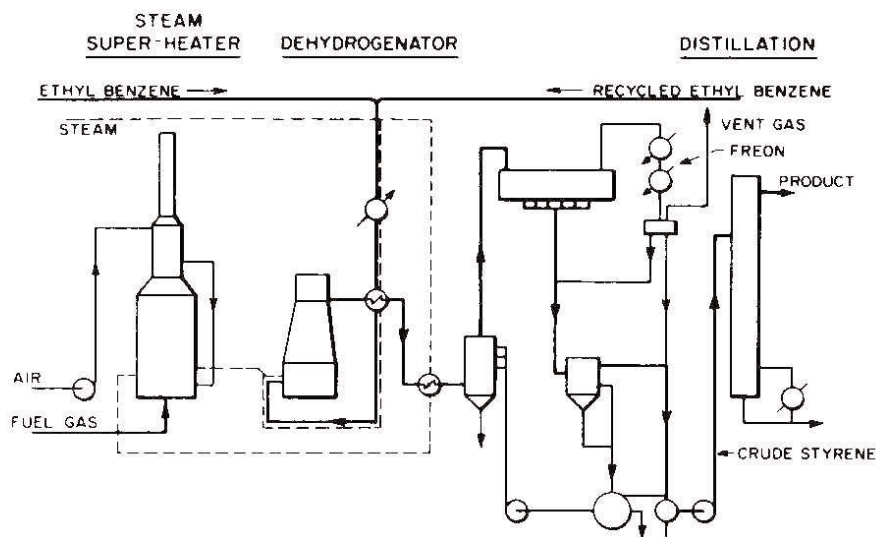 STEAM
SUPER-HEATER
DEHYDROGENATOR
DISTILLATION
ETHYL BENZENE
RECYCLED ETHYL BENZENE
STEAM
VENT GAS
FREON
PRODUCT
AIR
FUEL GAS
CRUDE STYRENE